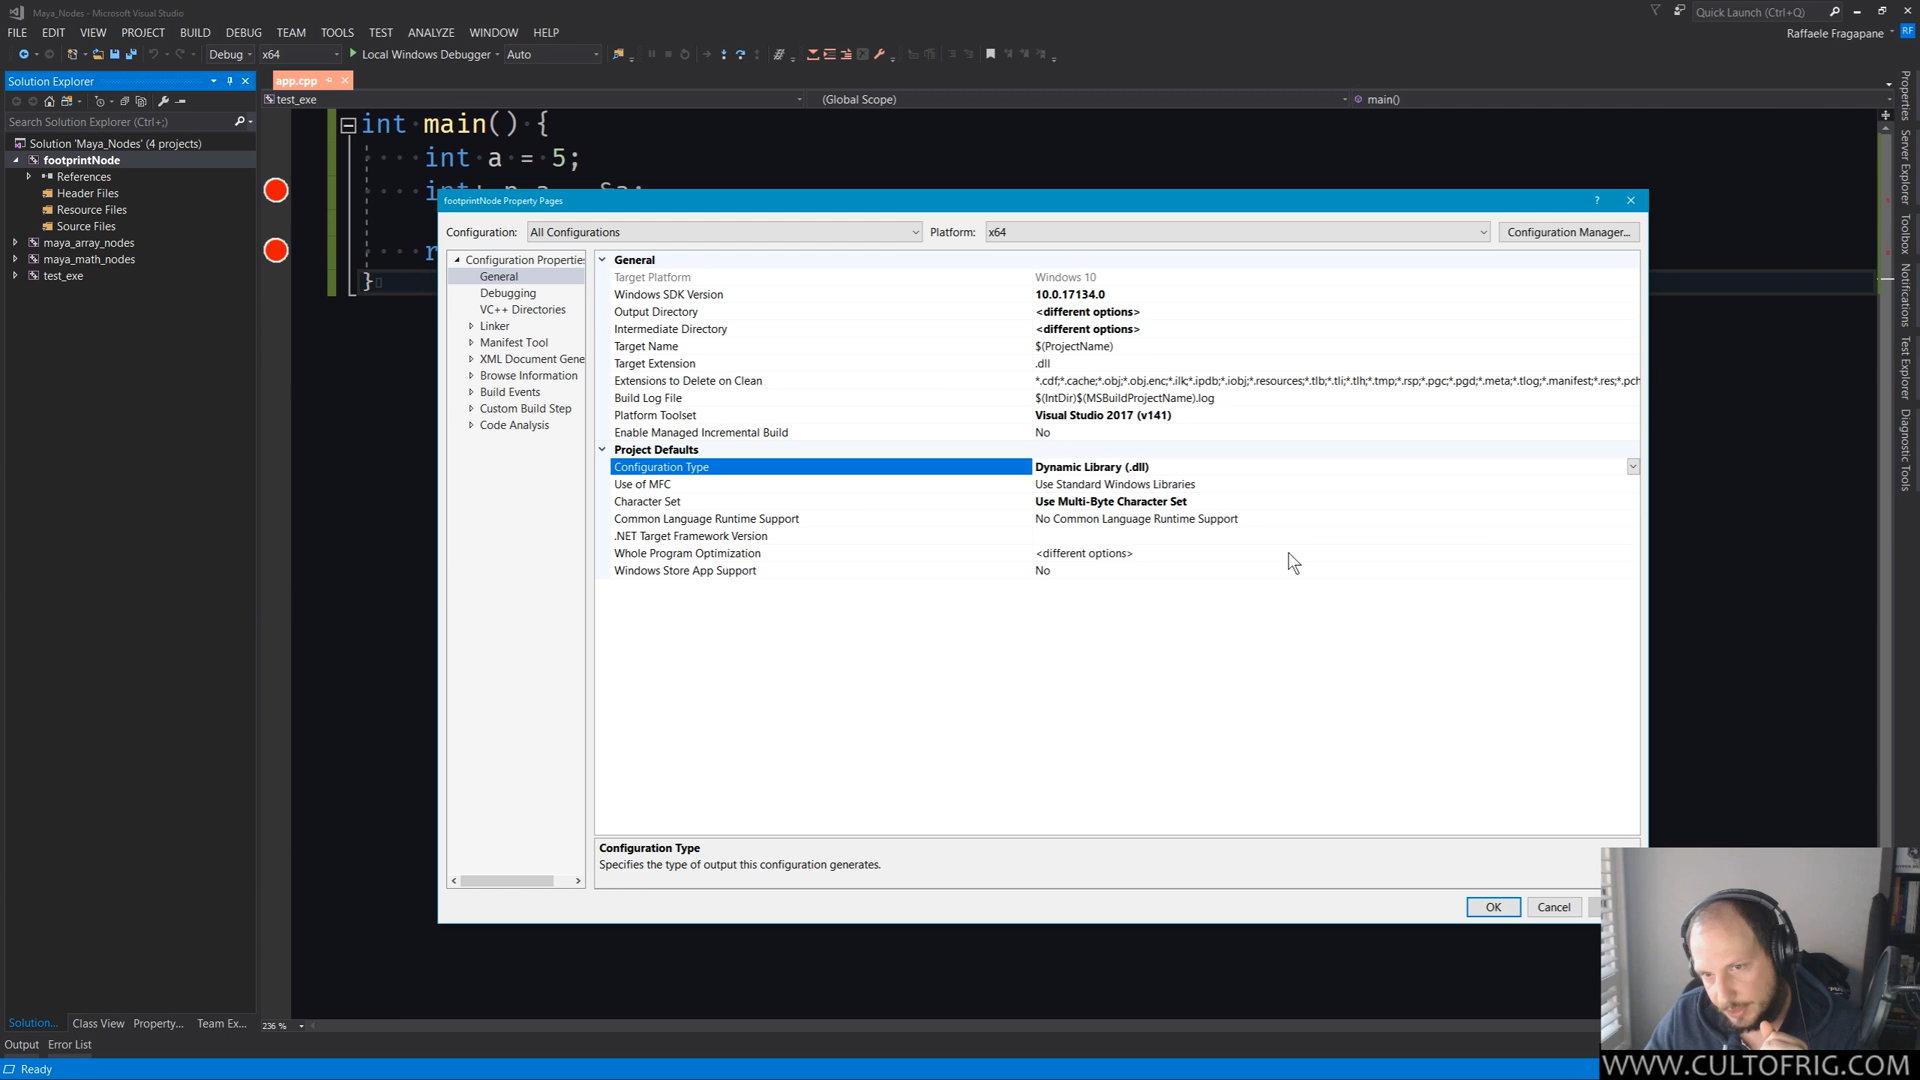 Maya_Nodes - Microsoft Visual Studio
Quick Launch (Ctrl+Q)
FILE EDIT VIEW PROJECT BUILD DEBUG TEAM TOOLS TEST ANALYZE WINDOW HELP
Raffaele Fragapane RF
Debug x64 Local Windows Debugger Auto
Solution Explorer
Search Solution Explorer (Ctrl+;)
Solution 'Maya_Nodes' (4 projects)
footprintNode
References
Header Files
Resource Files
Source Files
maya_array_nodes
maya_math_nodes
test_exe
app.cpp
test_exe (Global Scope) main()
int main() {
int a = 5;
}
footprintNode Property Pages
Configuration: All Configurations Platform: x64 Configuration Manager...
Configuration Properties
General
Debugging
VC++ Directories
Linker
Manifest Tool
XML Document Gene
Browse Information
Build Events
Custom Build Step
Code Analysis
General
Target Platform Windows 10
Windows SDK Version 10.0.17134.0
Output Directory <different options>
Intermediate Directory <different options>
Target Name $(ProjectName)
Target Extension .dll
Extensions to Delete on Clean *.cdf;*.cache;*.obj;*.obj.enc;*.ilk;*.ipdb;*.iobj;*.resources;*.tlb;*.tli;*.tlh;*.tmp;*.rsp;*.pgc;*.pgd;*.meta;*.tlog;*.manifest;*.res;*.pch
Build Log File $(IntDir)$(MSBuildProjectName).log
Platform Toolset Visual Studio 2017 (v141)
Enable Managed Incremental Build No
Project Defaults
Configuration Type Dynamic Library (.dll)
Use of MFC Use Standard Windows Libraries
Character Set Use Multi-Byte Character Set
Common Language Runtime Support No Common Language Runtime Support
.NET Target Framework Version
Whole Program Optimization <different options>
Windows Store App Support No
Configuration Type
Specifies the type of output this configuration generates.
OK Cancel
Properties
Server Explorer
Toolbox
Notifications
Test Explorer
Diagnostic Tools
Solution... Class View Property... Team Ex...
236 %
Output Error List
Ready
WWW.CULTOFRIG.COM